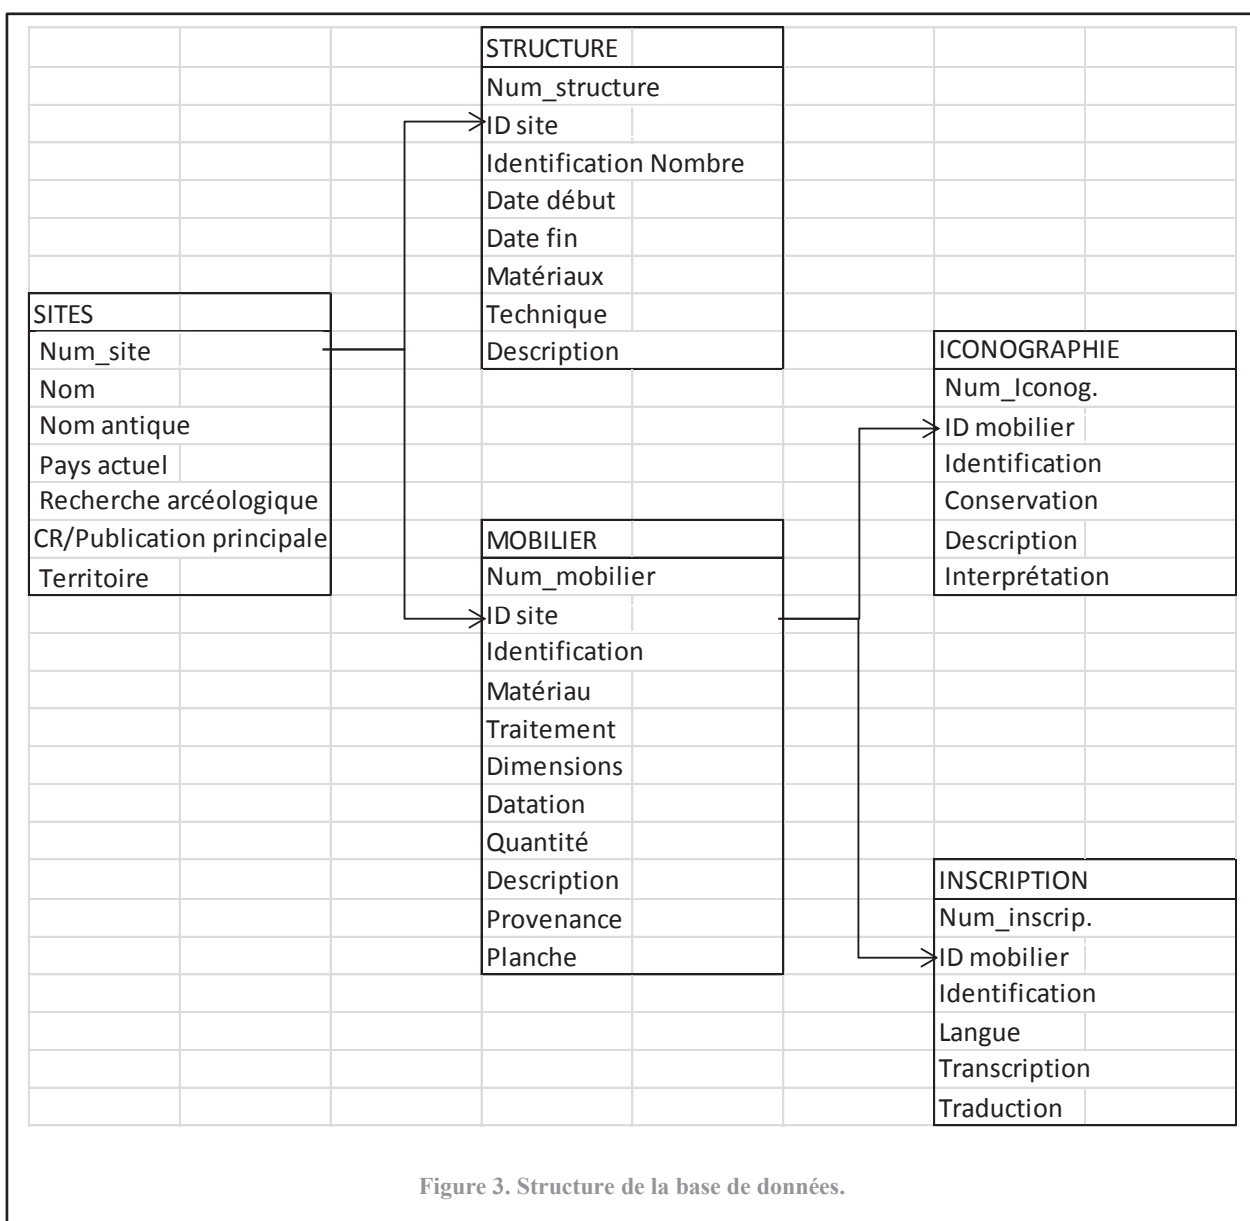 STRUCTURE
Num_structure
ID site
Identification Nombre
Date début
Date fin
Matériaux
Technique
Description
SITES
Num_site
Nom
Nom antique
Pays actuel
Recherche arcéologique
CR/Publication principale
Territoire
MOBILIER
Num_mobilier
ID site
Identification
Matériau
Traitement
Dimensions
Datation
Quantité
Description
Provenance
Planche
ICONOGRAPHIE
Num_Iconog.
ID mobilier
Identification
Conservation
Description
Interprétation
INSCRIPTION
Num_inscrip.
ID mobilier
Identification
Langue
Transcription
Traduction
Figure 3. Structure de la base de données.